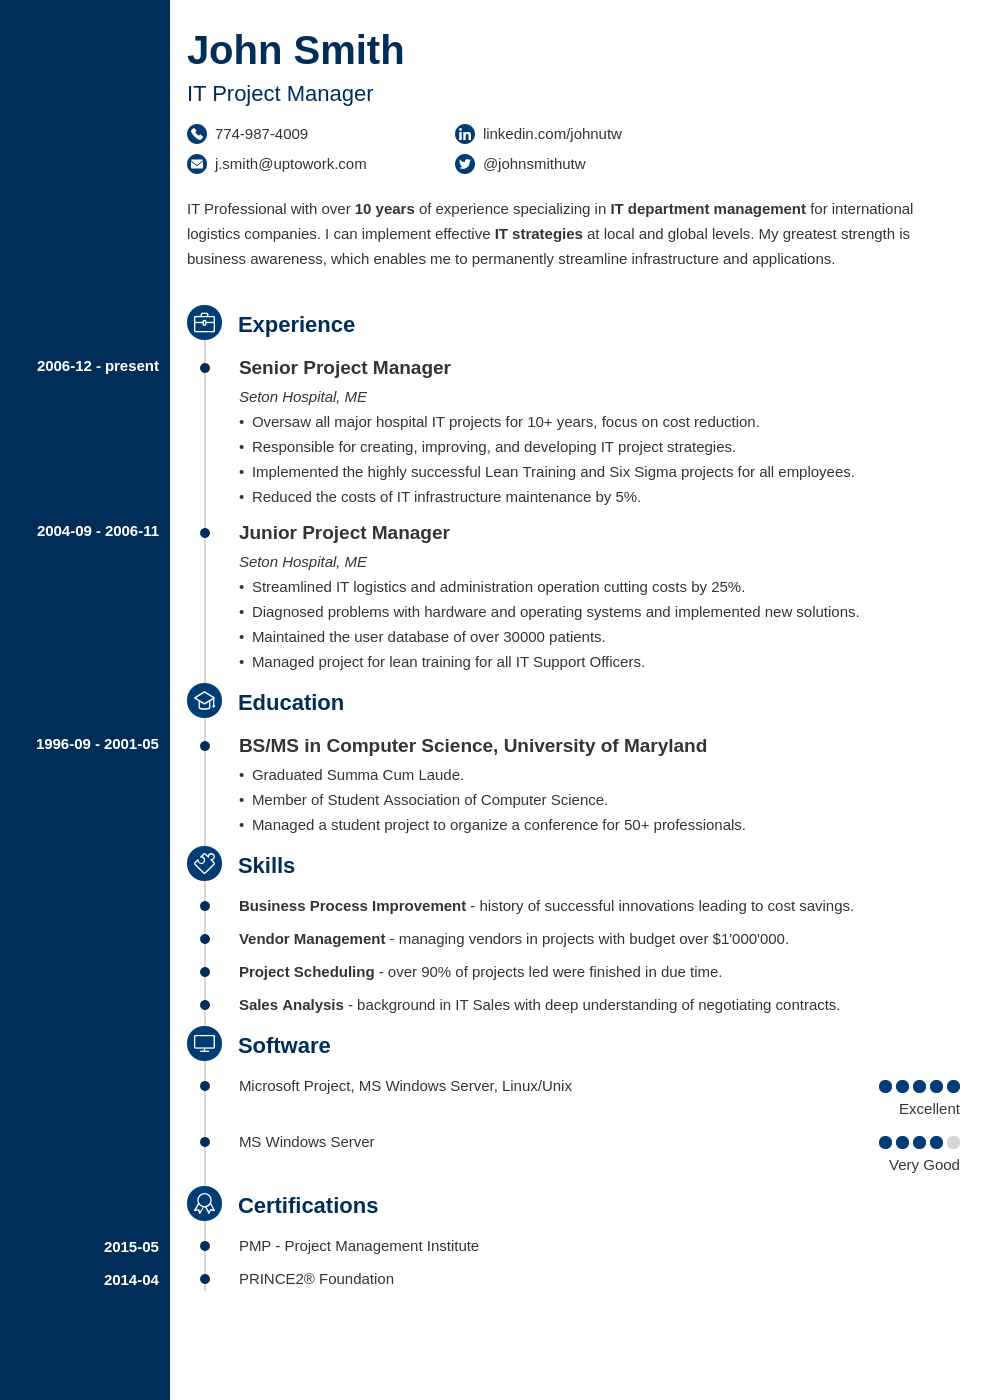 John Smith
IT Project Manager
774-987-4009
linkedin.com/johnutw
j.smith@uptowork.com
@johnsmithutw
IT Professional with over 10 years of experience specializing in IT department management for international
logistics companies. I can implement effective IT strategies at local and global levels. My greatest strength is
business awareness, which enables me to permanently streamline infrastructure and applications.
Experience
2006-12 - present
Senior Project Manager
Seton Hospital, ME
• Oversaw all major hospital IT projects for 10+ years, focus on cost reduction.
• Responsible for creating, improving, and developing IT project strategies.
• Implemented the highly successful Lean Training and Six Sigma projects for all employees.
• Reduced the costs of IT infrastructure maintenance by 5%.
2004-09 - 2006-11
Junior Project Manager
Seton Hospital, ME
• Streamlined IT logistics and administration operation cutting costs by 25%.
• Diagnosed problems with hardware and operating systems and implemented new solutions.
• Maintained the user database of over 30000 patients.
• Managed project for lean training for all IT Support Officers.
Education
1996-09 - 2001-05
BS/MS in Computer Science, University of Maryland
• Graduated Summa Cum Laude.
• Member of Student Association of Computer Science.
• Managed a student project to organize a conference for 50+ professionals.
Skills
Business Process Improvement - history of successful innovations leading to cost savings.
Vendor Management - managing vendors in projects with budget over $1'000'000.
Project Scheduling - over 90% of projects led were finished in due time.
Sales Analysis - background in IT Sales with deep understanding of negotiating contracts.
Software
Microsoft Project, MS Windows Server, Linux/Unix
Excellent
MS Windows Server
Very Good
Certifications
2015-05
PMP - Project Management Institute
2014-04
PRINCE2® Foundation